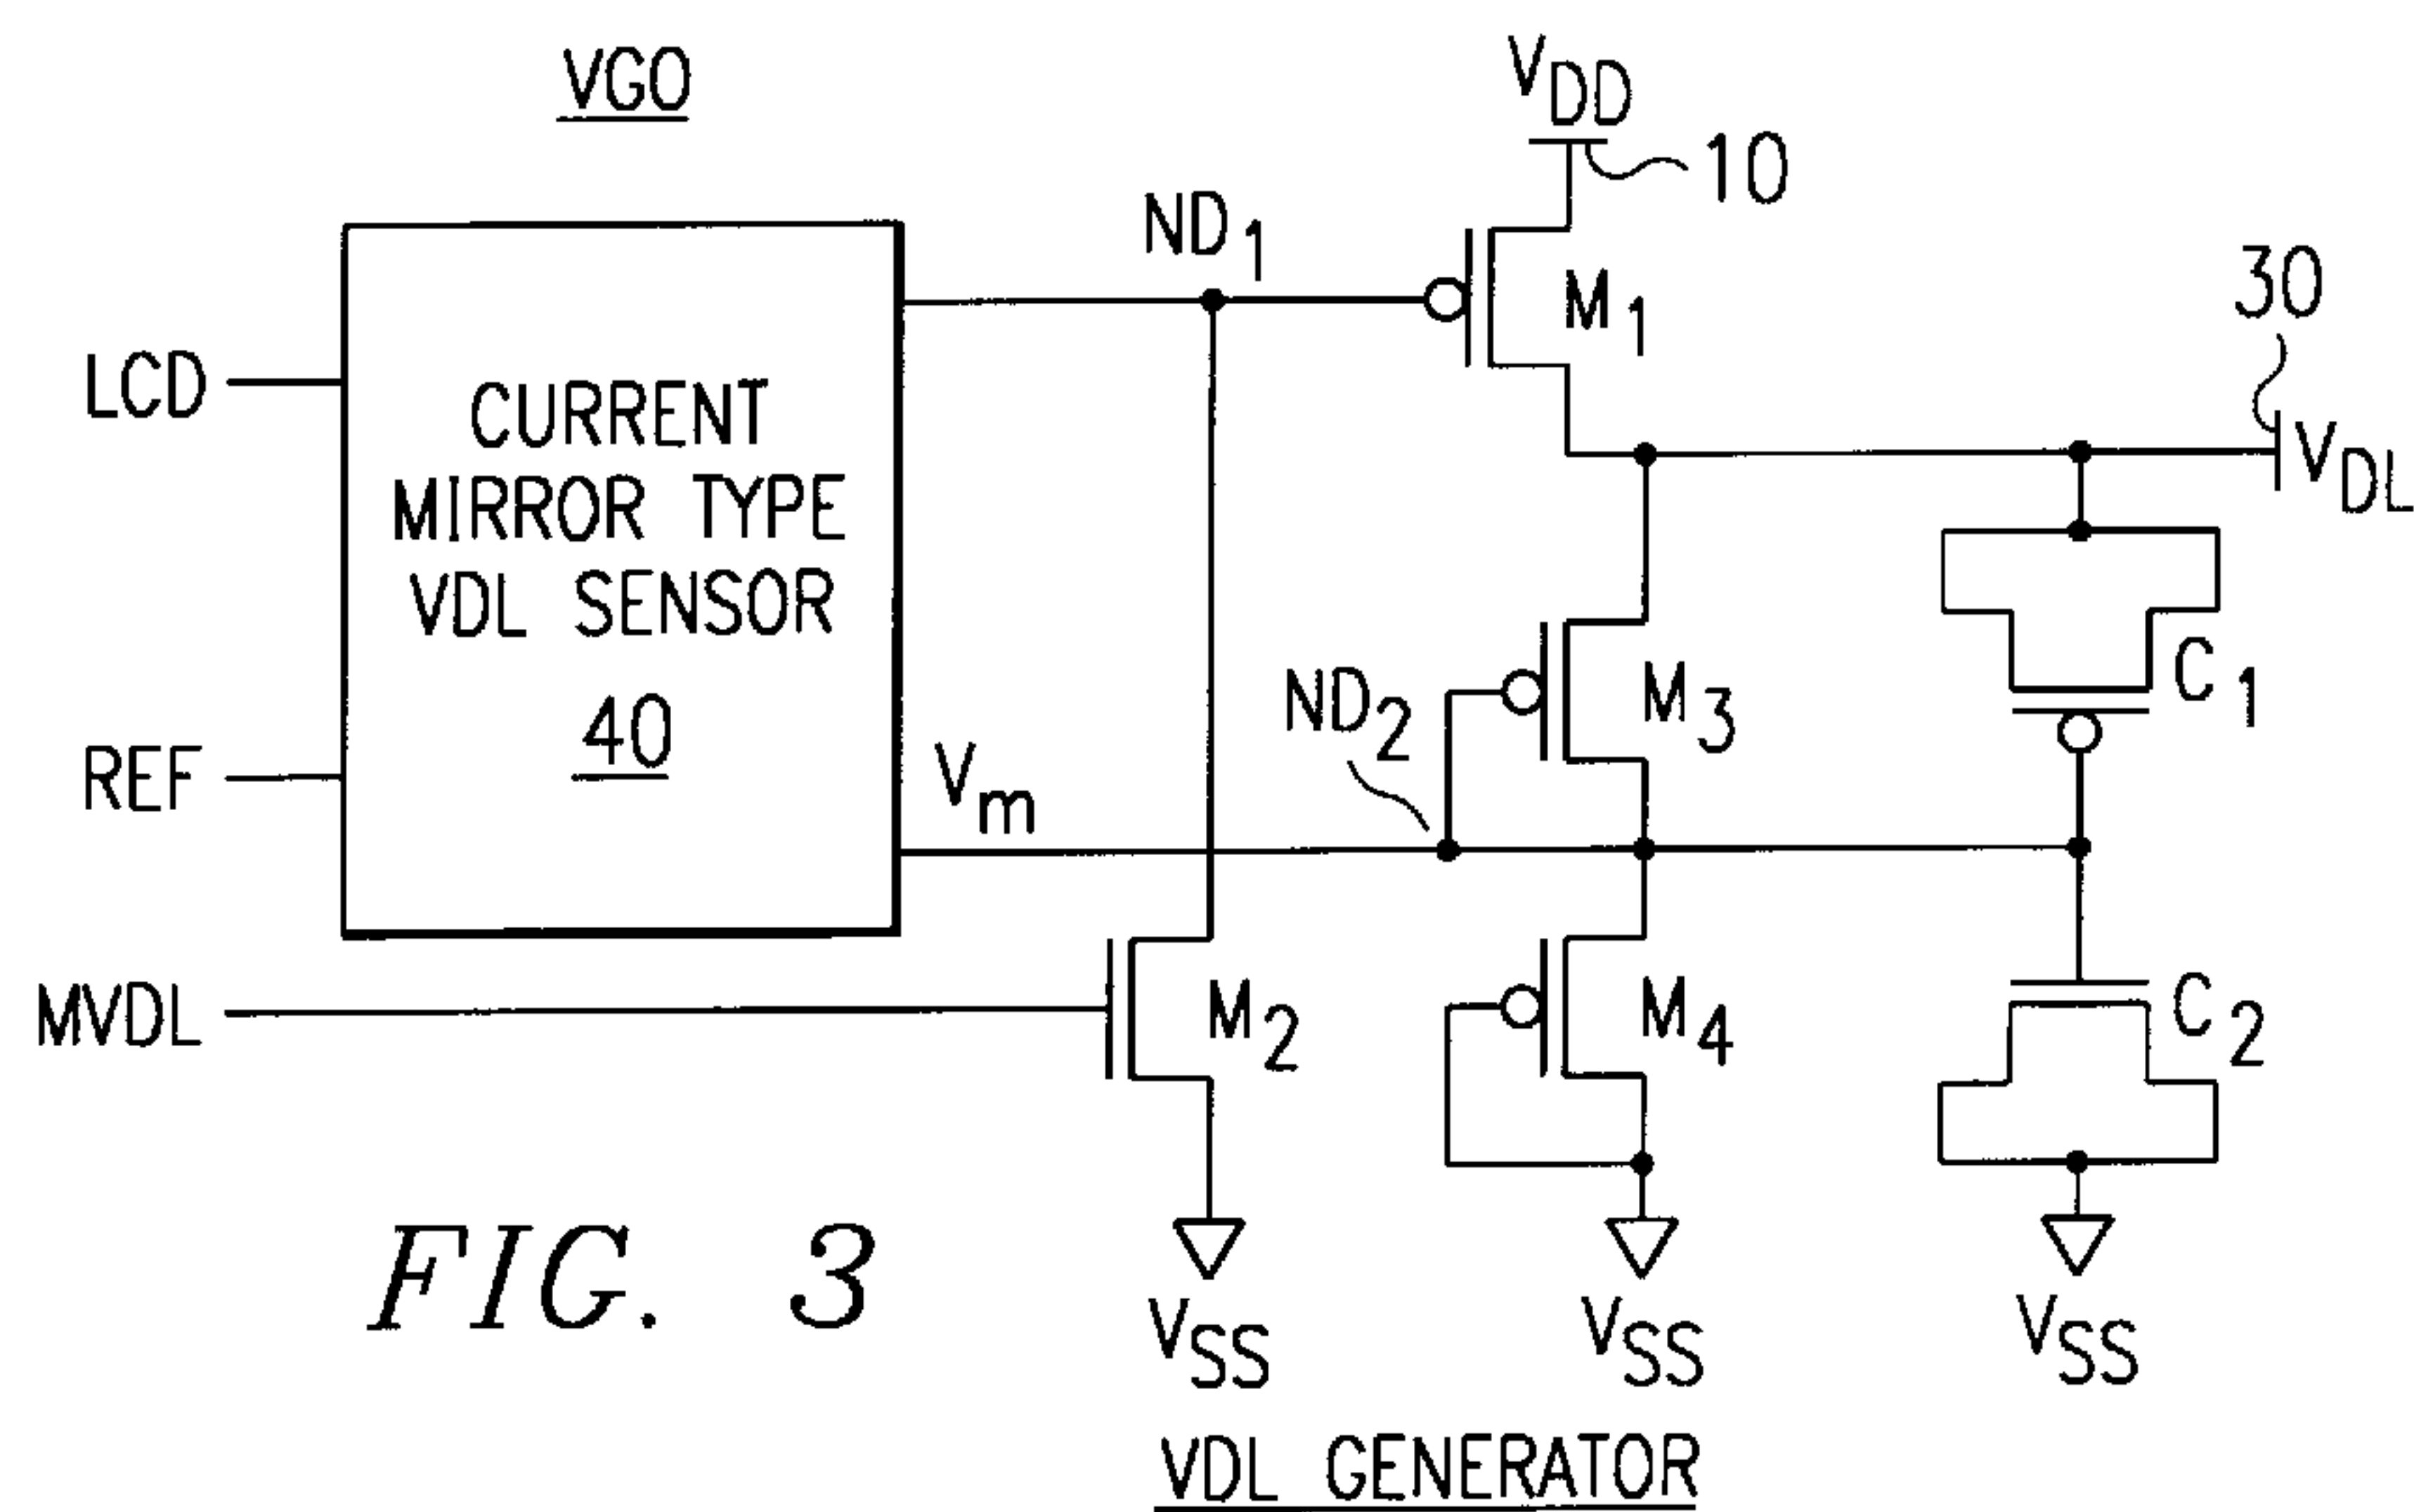 VGO
VDD
10
ND1
M1
30
VDL
LCD
CURRENT
MIRROR TYPE
VDL SENSOR
40
REF
Vm
ND2
M3
C1
MVDL
M2
M4
C2
VSS
VSS
VSS
FIG. 3
VDL GENERATOR